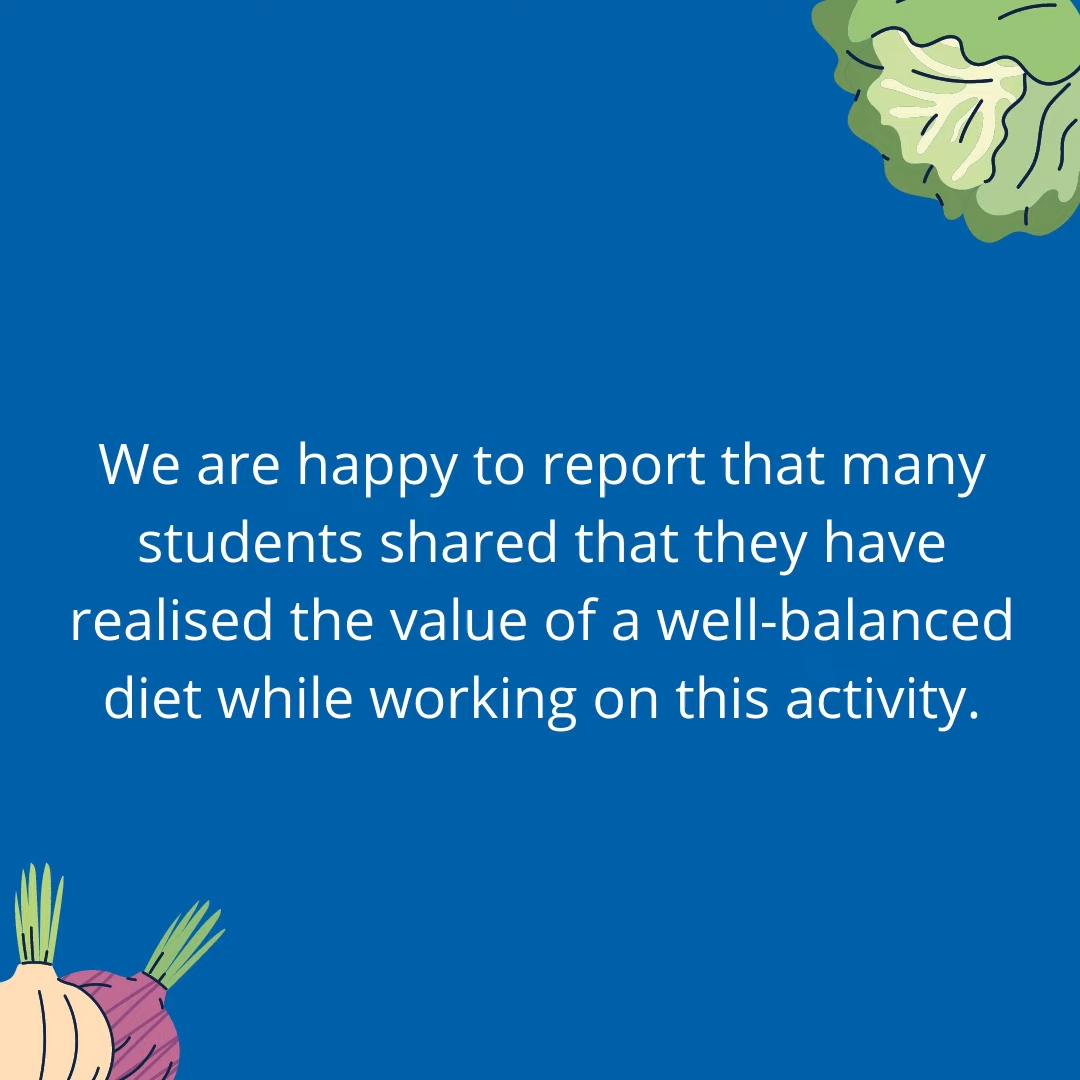 We are happy to report that many
students shared that they have
realised the value of a well-balanced
diet while working on this activity.